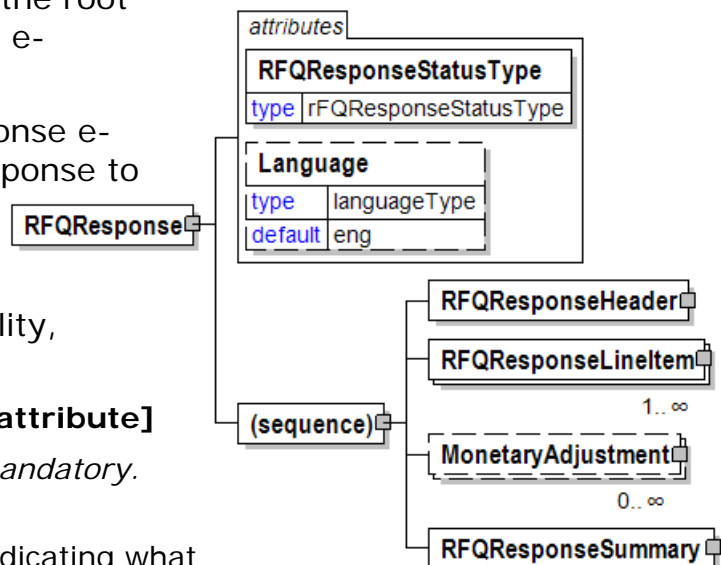 the root
e-
onse e-
ponse to
lity,
attribute]
andatory.
dicating what
RFQResponse
attributes
RFQResponseStatusType
type rFQResponseStatusType
Language
type languageType
default eng
(sequence)
RFQResponseHeader
RFQResponseLineItem
1.. ∞
MonetaryAdjustment
0.. ∞
RFQResponseSummary